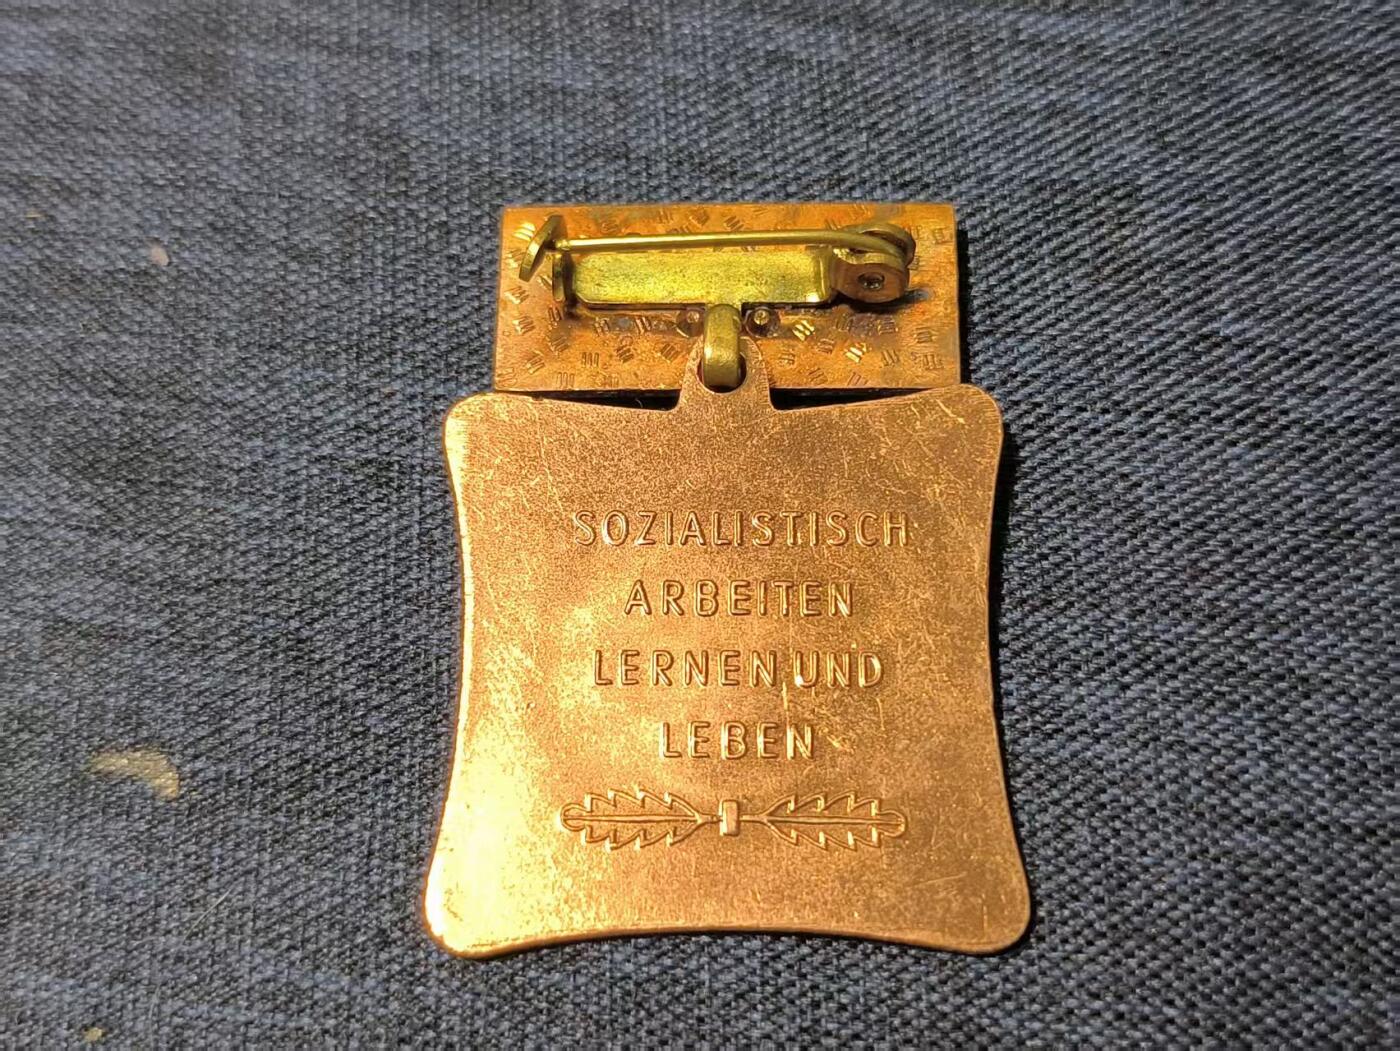 SOZIALISTISCH
ARBEITEN
LERNEN UND
LEBEN